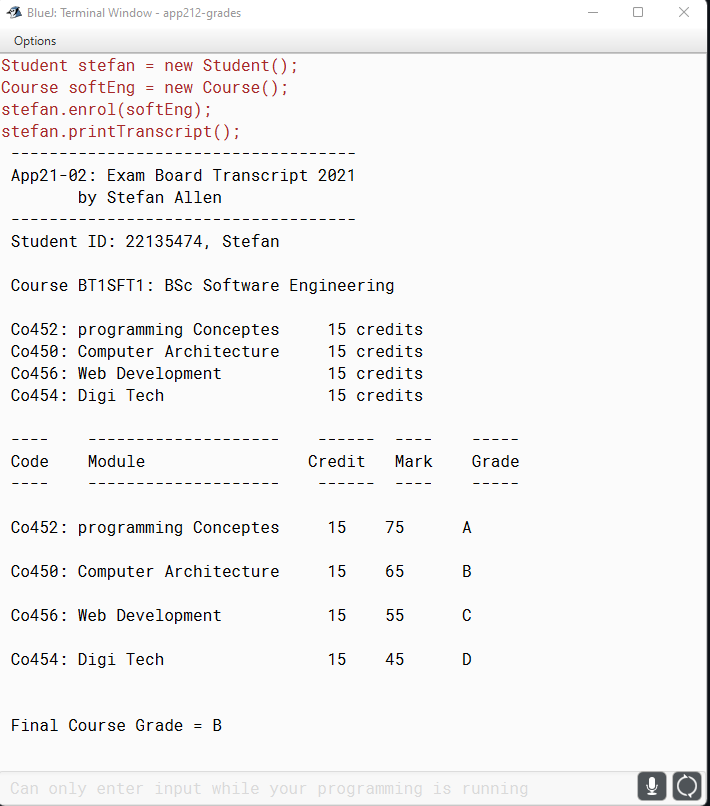 BlueJ: Terminal Window - app212-grades
Options
Student stefan = new Student();
Course softEng = new Course();
stefan.enrol(softEng);
stefan.printTranscript();
------------------------------------
App21-02: Exam Board Transcript 2021
       by Stefan Allen
------------------------------------
Student ID: 22135474, Stefan
Course BT1SFT1: BSc Software Engineering
Co452: programming Conceptes     15 credits
Co450: Computer Architecture     15 credits
Co456: Web Development           15 credits
Co454: Digi Tech                 15 credits
----    --------------------    ------  ----    -----
Code    Module                 Credit   Mark    Grade
----    --------------------    ------  ----    -----
Co452: programming Conceptes     15    75      A
Co450: Computer Architecture     15    65      B
Co456: Web Development           15    55      C
Co454: Digi Tech                 15    45      D
Final Course Grade = B
Can only enter input while your programming is running